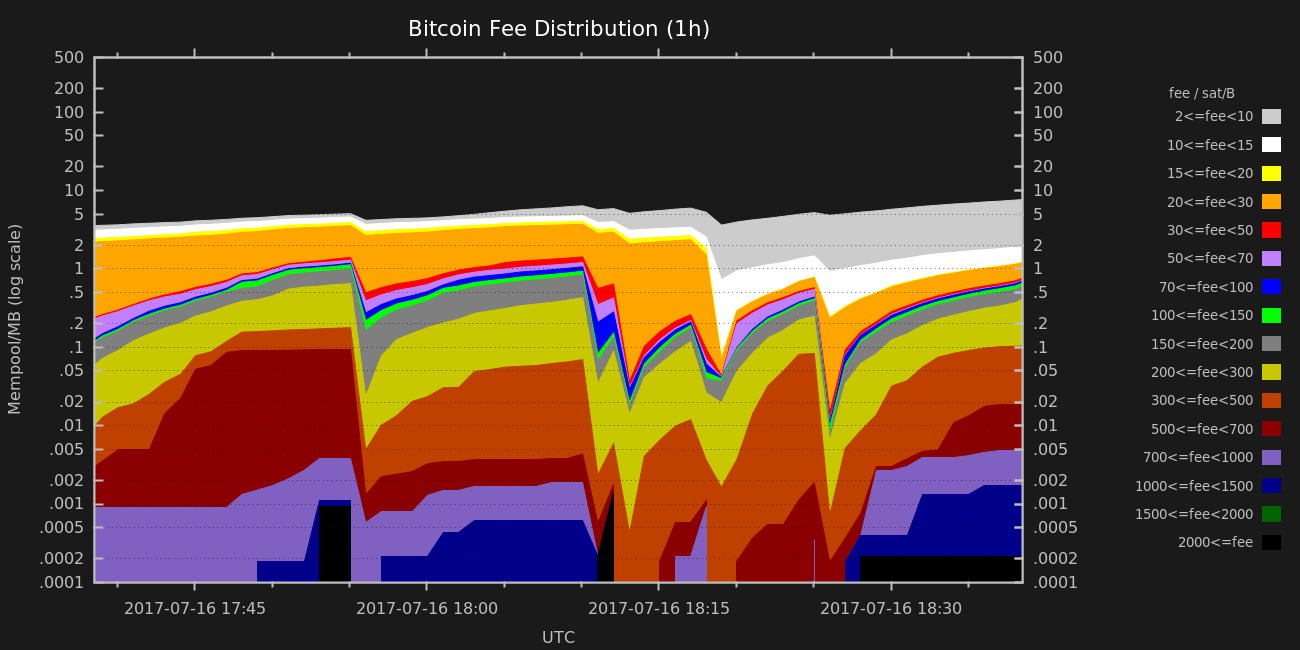 Bitcoin Fee Distribution (1h)
Mempool/MB (log scale)
500
200
100
50
20
10
5
2
1
.5
.2
.1
.05
.02
.01
.005
.002
.001
.0005
.0002
.0001
500
200
100
50
20
10
5
2
1
.5
.2
.1
.05
.02
.01
.005
.002
.001
.0005
.0002
.0001
2017-07-16 17:45
2017-07-16 18:00
2017-07-16 18:15
2017-07-16 18:30
UTC
fee / sat/B
2<=fee<10
10<=fee<15
15<=fee<20
20<=fee<30
30<=fee<50
50<=fee<70
70<=fee<100
100<=fee<150
150<=fee<200
200<=fee<300
300<=fee<500
500<=fee<700
700<=fee<1000
1000<=fee<1500
1500<=fee<2000
2000<=fee